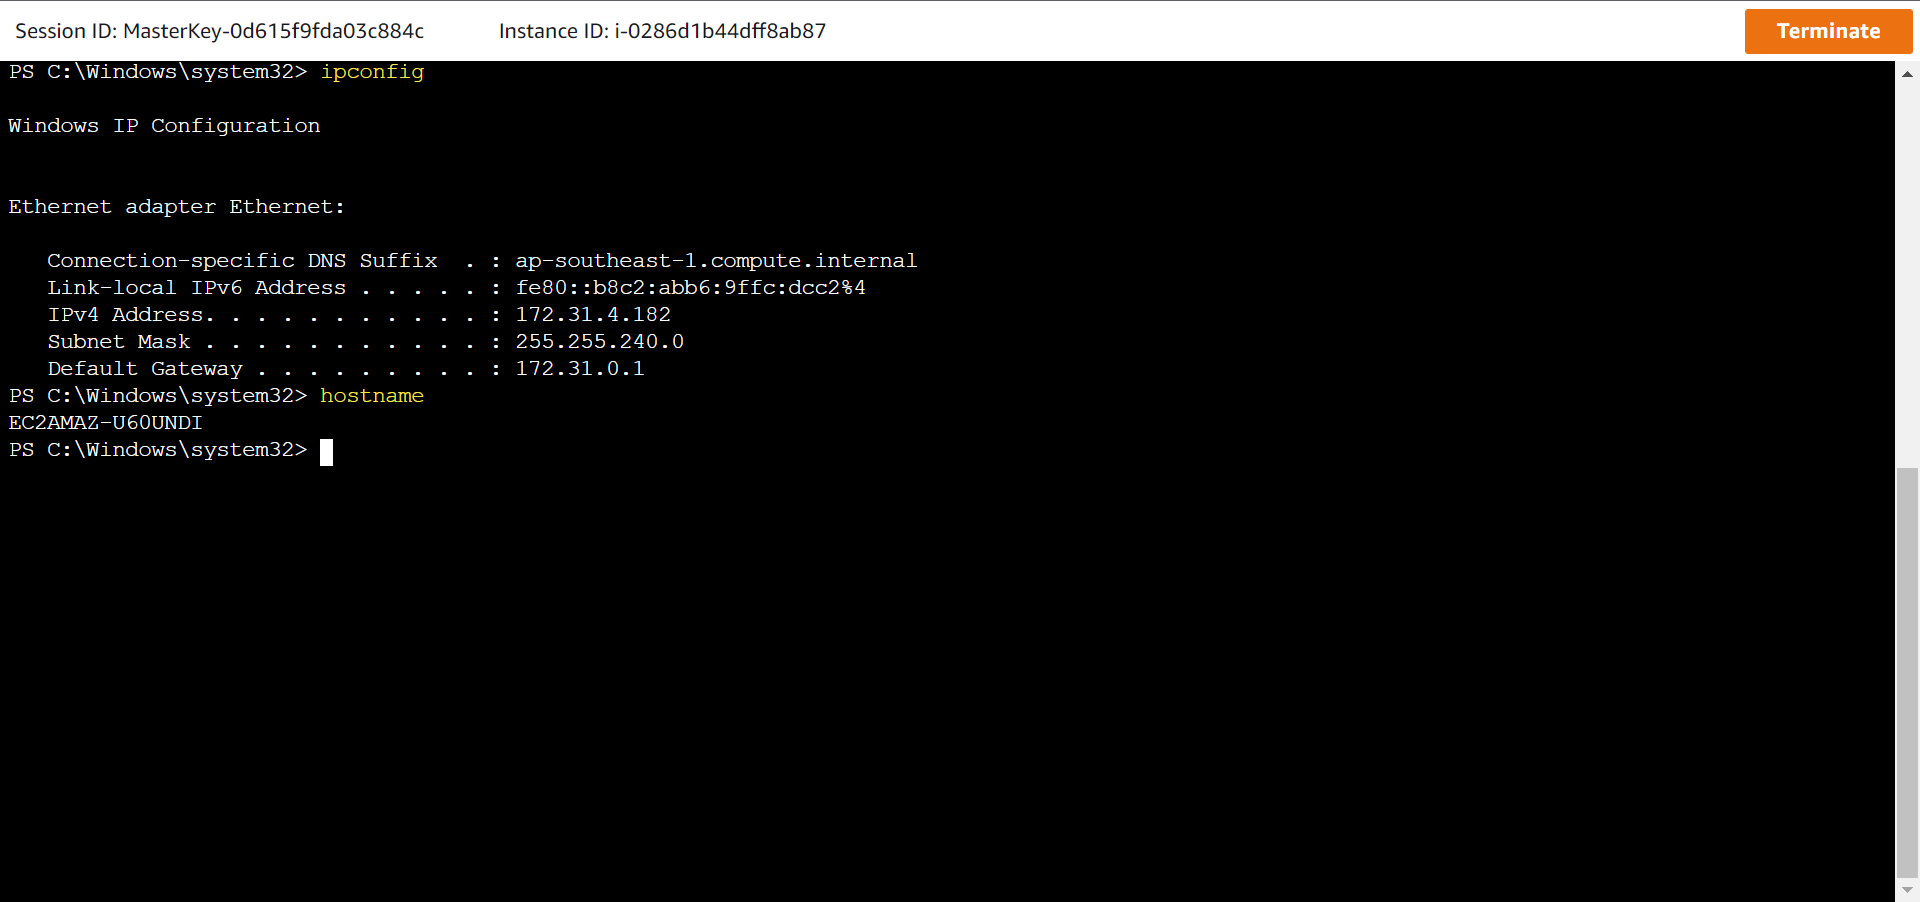 Session ID: MasterKey-0d615f9fda03c884c Instance ID: i-0286d1b44dff8ab87 Terminate
PS C:\Windows\system32> ipconfig
Windows IP Configuration
Ethernet adapter Ethernet:
Connection-specific DNS Suffix  . : ap-southeast-1.compute.internal
Link-local IPv6 Address . . . . . : fe80::b8c2:abb6:9ffc:dcc2%4
IPv4 Address. . . . . . . . . . . : 172.31.4.182
Subnet Mask . . . . . . . . . . . : 255.255.240.0
Default Gateway . . . . . . . . . : 172.31.0.1
PS C:\Windows\system32> hostname
EC2AMAZ-U60UNDI
PS C:\Windows\system32>